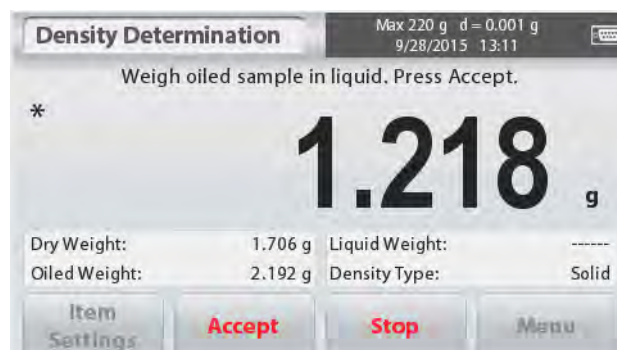 Density Determination
Max 220 g d = 0.001 g
9/28/2015 13:11
Weigh oiled sample in liquid. Press Accept.
*
1.218 g
Dry Weight: 1.706 g Liquid Weight: ------
Oiled Weight: 2.192 g Density Type: Solid
Item
Settings
Accept
Stop
Menu